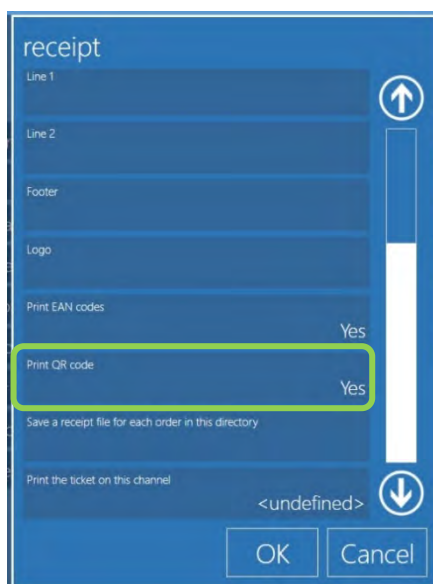 receipt
Line 1
Line 2
Footer
Logo
Print EAN codes
Yes
Print QR code
Yes
Save a receipt file for each order in this directory
Print the ticket on this channel
<undefined>
OK
Cancel